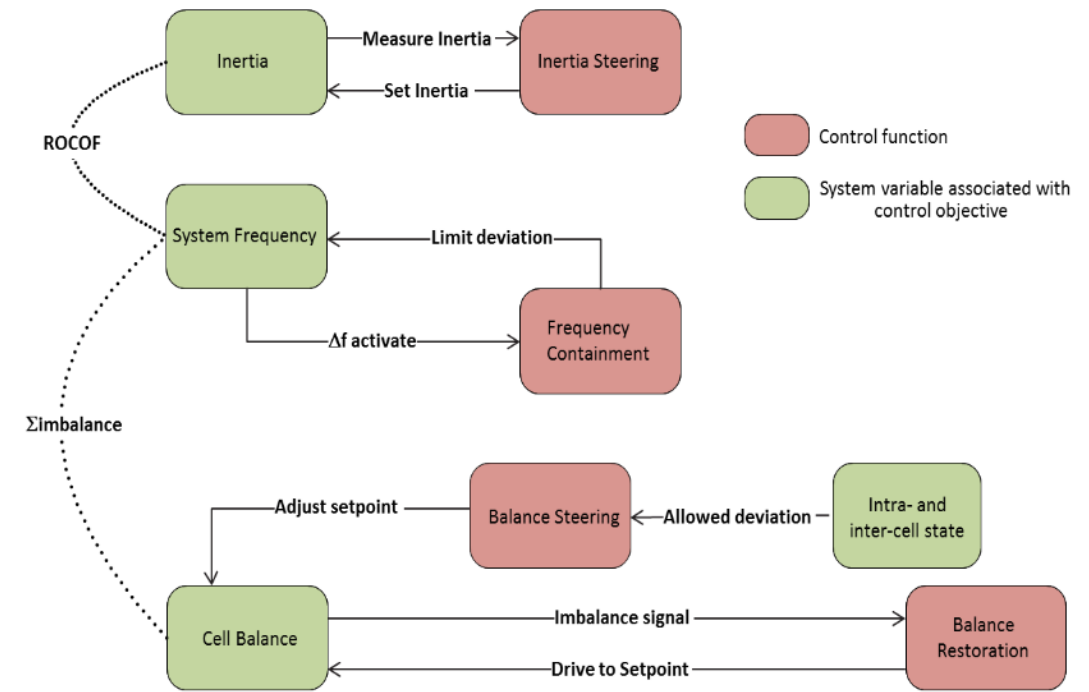 Inertia
Measure Inertia
Set Inertia
Inertia Steering
ROCOF
Control function
System variable associated with
control objective
System Frequency
Limit deviation
Δf activate
Frequency
Containment
Σimbalance
Adjust setpoint
Balance Steering
Allowed deviation
Intra- and
inter-cell state
Cell Balance
Imbalance signal
Drive to Setpoint
Balance
Restoration